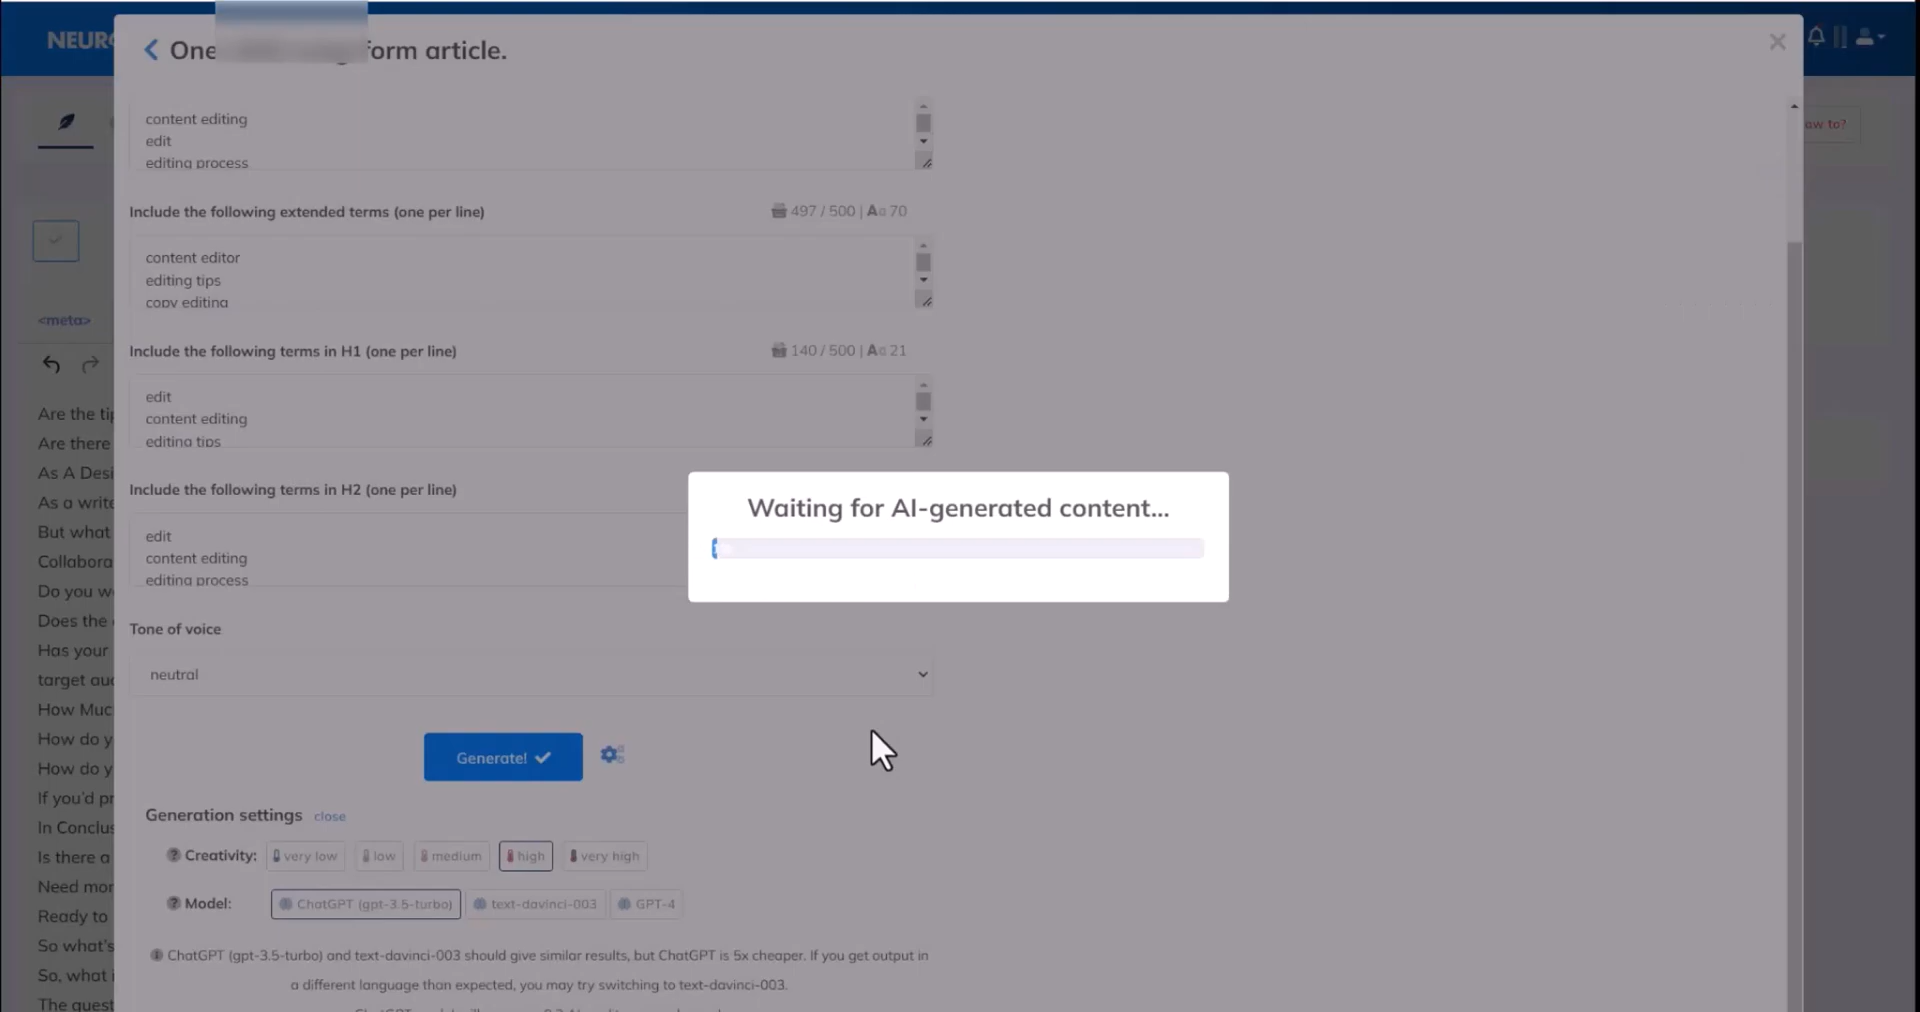 NEUR
One form article.
ow to?
content editing
edit
editing process
Include the following extended terms (one per line) 497 / 500 | Aa 70
content editor
editing tips
copy editing
<meta>
Include the following terms in H1 (one per line) 140 / 500 | Aa 21
edit
content editing
editing tips
Include the following terms in H2 (one per line)
edit
content editing
editing process
Waiting for AI-generated content...
Tone of voice
neutral
Generate!
Generation settings close
Creativity: very low low medium high very high
Model: ChatGPT (gpt-3.5-turbo) text-davinci-003 GPT-4
ChatGPT (gpt-3.5-turbo) and text-davinci-003 should give similar results, but ChatGPT is 5x cheaper. If you get output in
a different language than expected, you may try switching to text-davinci-003.
Are the
Are there
As A Desi
As a write
But what
Collabora
Do you w
Does the
Has your
target au
How Muc
How do y
How do y
If you'd pr
In Conclus
Is there a
Need mor
Ready to
So what's
So, what i
The quest